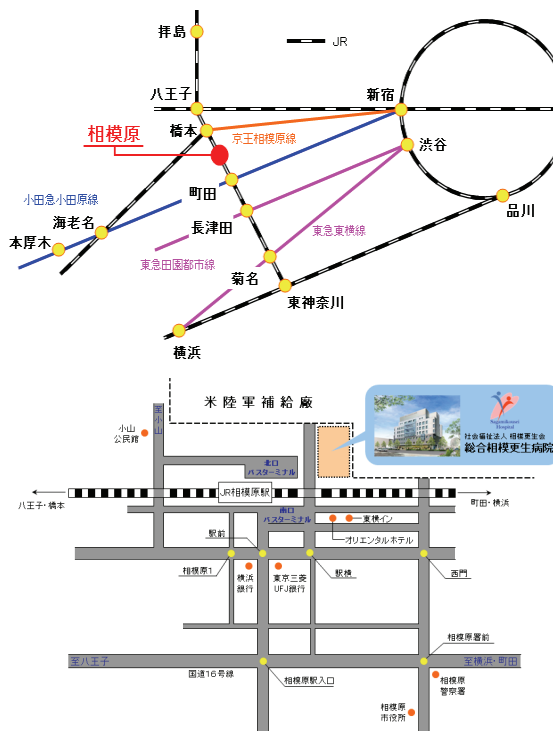 拝島
JR
八王子
新宿
橋本
相模原
京王相模原線
渋谷
町田
小田急小田原線
品川
海老名
長津田
本厚木
東急東横線
東急田園都市線
菊名
東神奈川
横浜
米陸軍補給廠
至小山
小山
公民館
Sagamikousei
Hospital
社会福祉法人 相模更生会
総合相模更生病院
北口
バスターミナル
JR相模原駅
八王子・橋本
町田・横浜
南口
バスターミナル
東横イン
オリエンタルホテル
駅前
相模原1
横浜
銀行
東京三菱
UFJ銀行
駅横
西門
相模原署前
至八王子
至横浜・町田
国道16号線
相模原駅入口
相模原
警察署
相模原
市役所